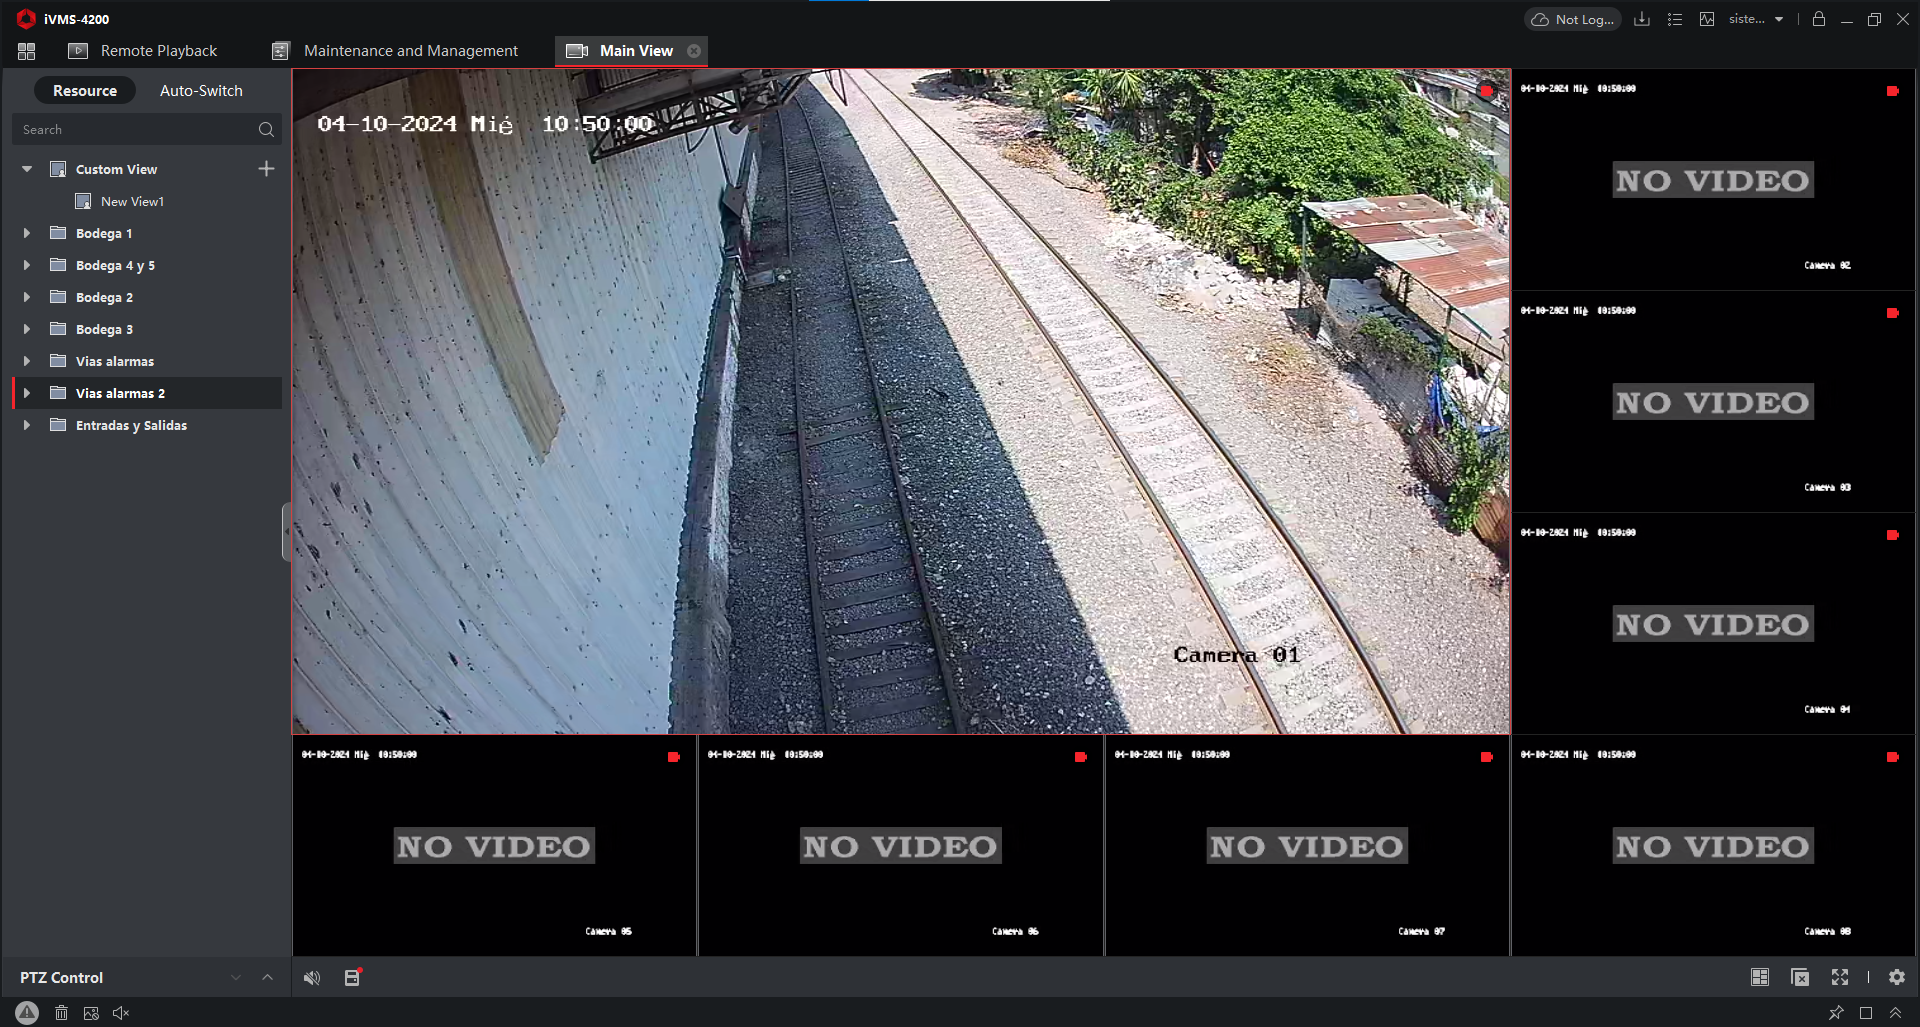 iVMS-4200
Not Log...
siste...
Remote Playback
Maintenance and Management
Main View
Resource
Auto-Switch
Search
Custom View
New View1
Bodega 1
Bodega 4 y 5
Bodega 2
Bodega 3
Vias alarmas
Vias alarmas 2
Entradas y Salidas
PTZ Control
04-10-2024 Mié 10:50:00
Camera 01
04-10-2024 Mié 10:50:00
NO VIDEO
Camera 02
04-10-2024 Mié 10:50:00
NO VIDEO
Camera 03
04-10-2024 Mié 10:50:00
NO VIDEO
Camera 04
04-10-2024 Mié 10:50:00
NO VIDEO
Camera 05
04-10-2024 Mié 10:50:00
NO VIDEO
Camera 06
04-10-2024 Mié 10:50:00
NO VIDEO
Camera 07
04-10-2024 Mié 10:50:00
NO VIDEO
Camera 08